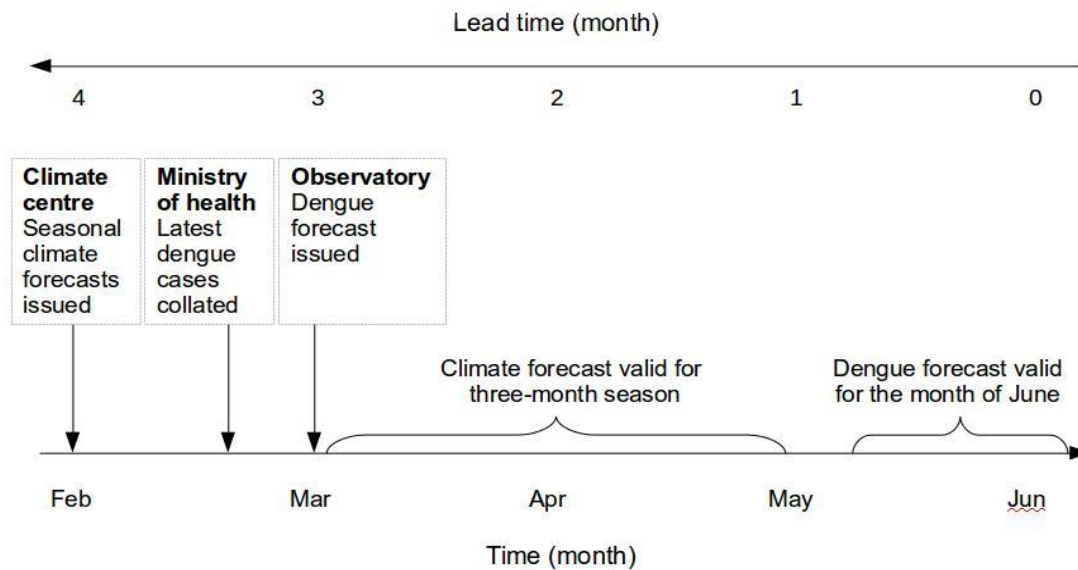 Lead time (month)
4 3 2 1 0
Climate
centre
Seasonal
climate
forecasts
issued
Ministry
of health
Latest
dengue
cases
collated
Observatory
Dengue
forecast
issued
Climate forecast valid for
three-month season
Dengue forecast valid
for the month of June
Feb Mar Apr May Jun
Time (month)